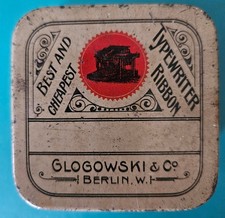 BEST AND
CHEAPEST
TYPEWRITER
RIBBON
GLOGOWSKI & Co
BERLIN, W.